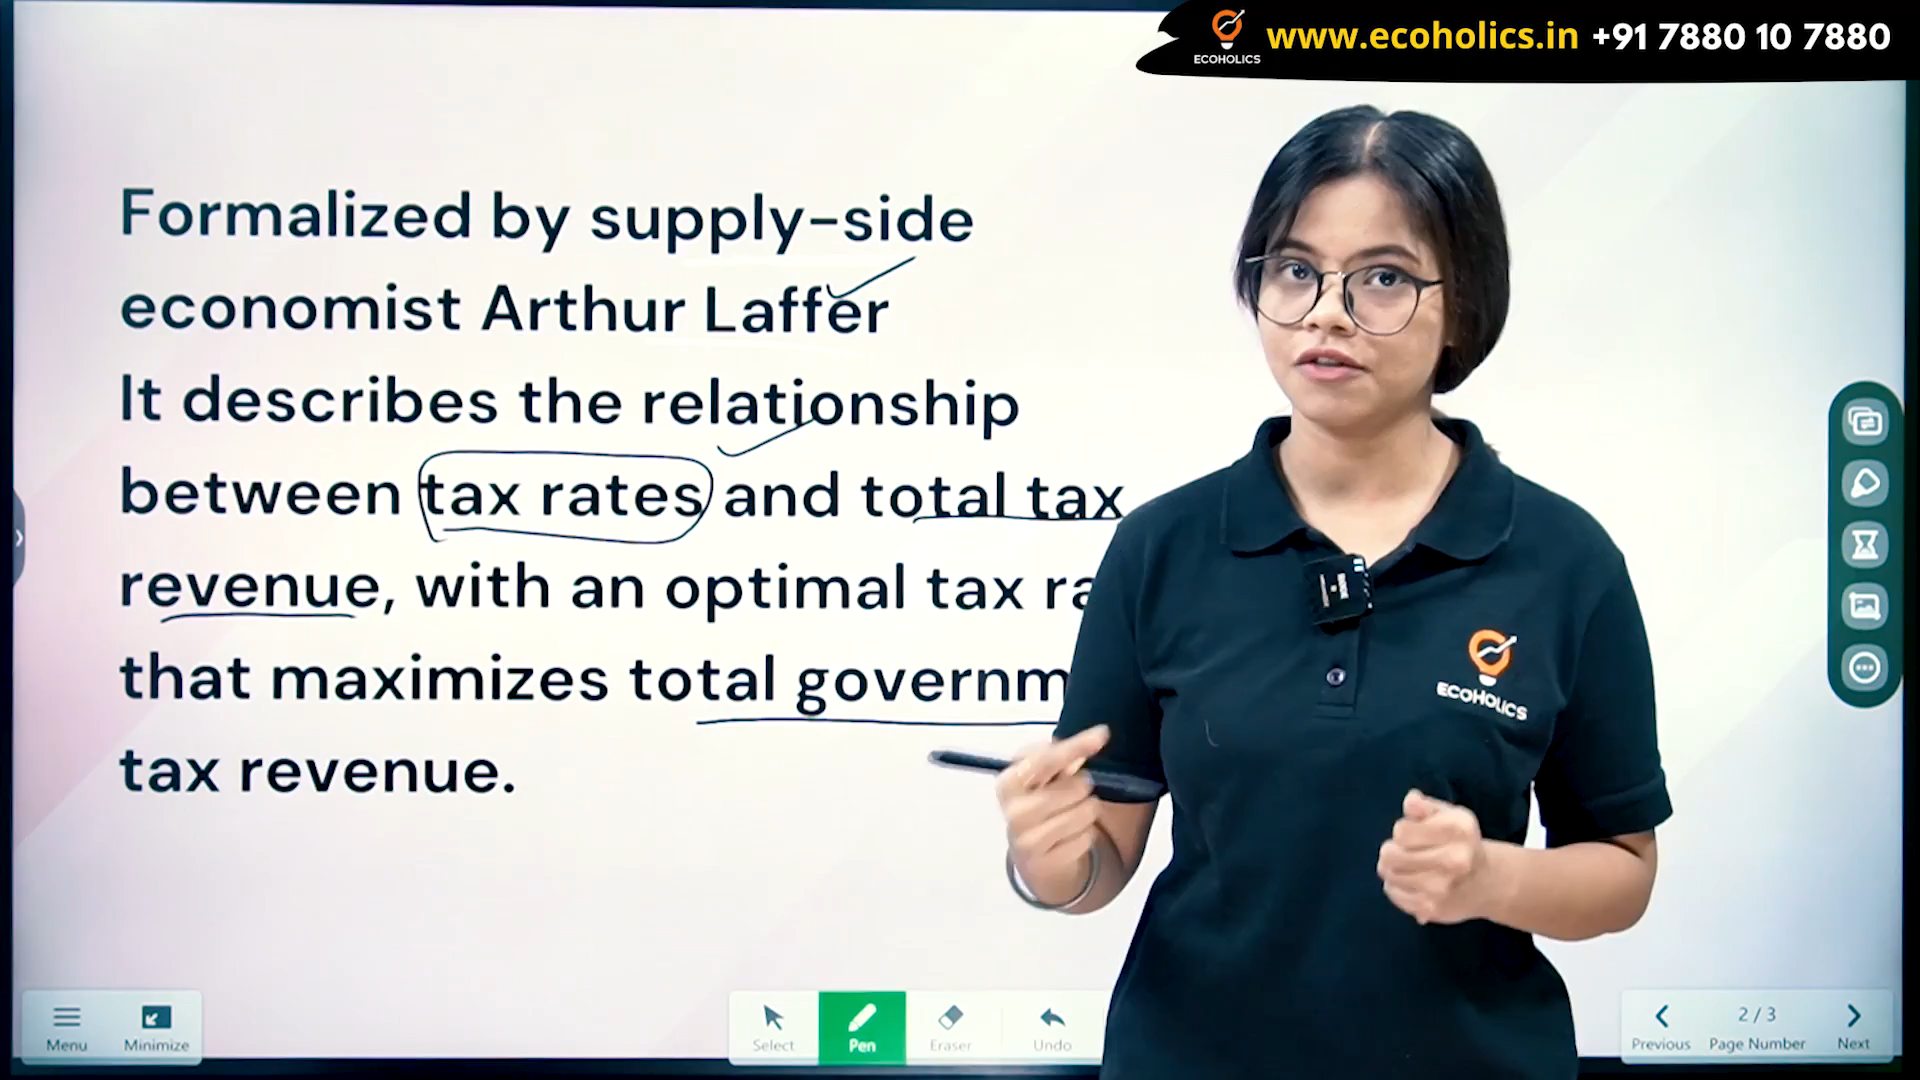 ECOHOLICS
www.ecoholics.in +91 7880 10 7880
Formalized by supply-side
economist Arthur Laffer
It describes the relationship
between tax rates and total tax
revenue, with an optimal tax ra
that maximizes total governm
tax revenue.
ECOHOLICS
Menu
Minimize
Select
Pen
Eraser
Undo
Previous
2 / 3
Page Number
Next